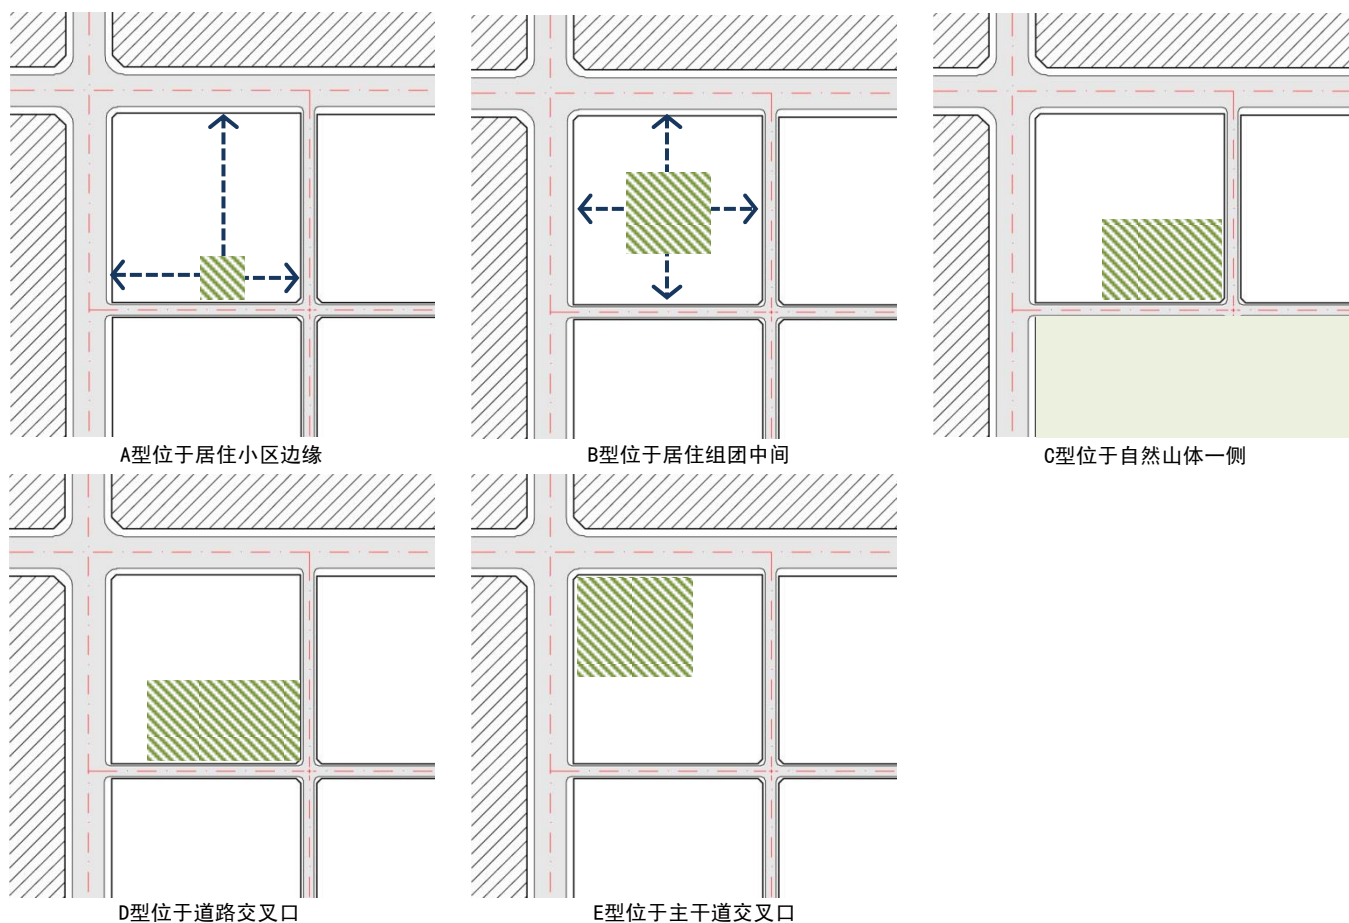 A型位于居住小区边缘
B型位于居住组团中间
C型位于自然山体一侧
D型位于道路交叉口
E型位于主干道交叉口